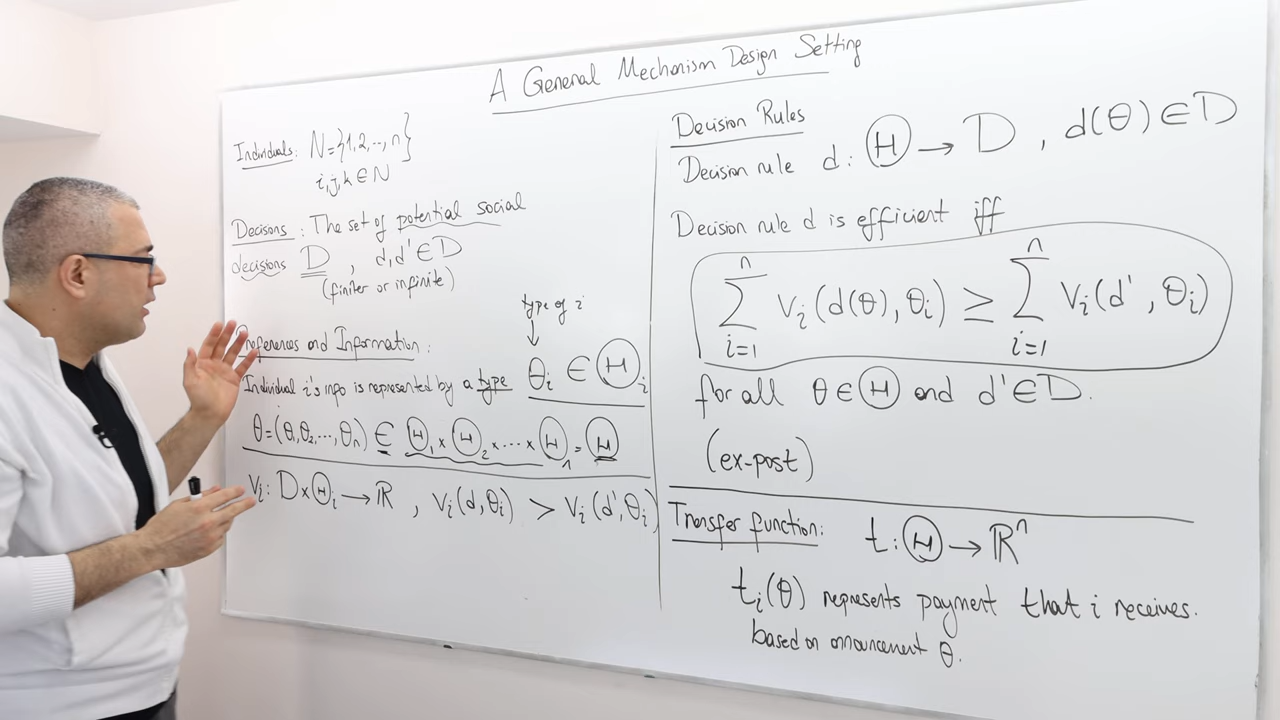 A General Mechanism Design Setting
Individuals: N={1,2,..,n}
i,j,k ∈ N
Decisions: The set of potential social
decisions D, d,d' ∈ D
(finiter or infinite)
type of i
↓
Preferences and Information:
Individual i's info is represented by a type θi ∈ Θi
θ=(θ1,θ2,...,θn) ∈ Θ1 × Θ2 × ... × Θn = Θ
Vi: D × Θi → ℝ, Vi(d,θi) > Vi(d',θi)
Decision Rules
Decision rule d: Θ → D, d(θ) ∈ D
Decision rule d is efficient iff
∑_{i=1}^{n} Vi(d(θ),θi) ≥ ∑_{i=1}^{n} Vi(d',θi)
for all θ ∈ Θ and d' ∈ D.
(ex-post)
Transfer function: t: Θ → ℝⁿ
ti(θ) represents payment that i receives.
based on announcement θ.